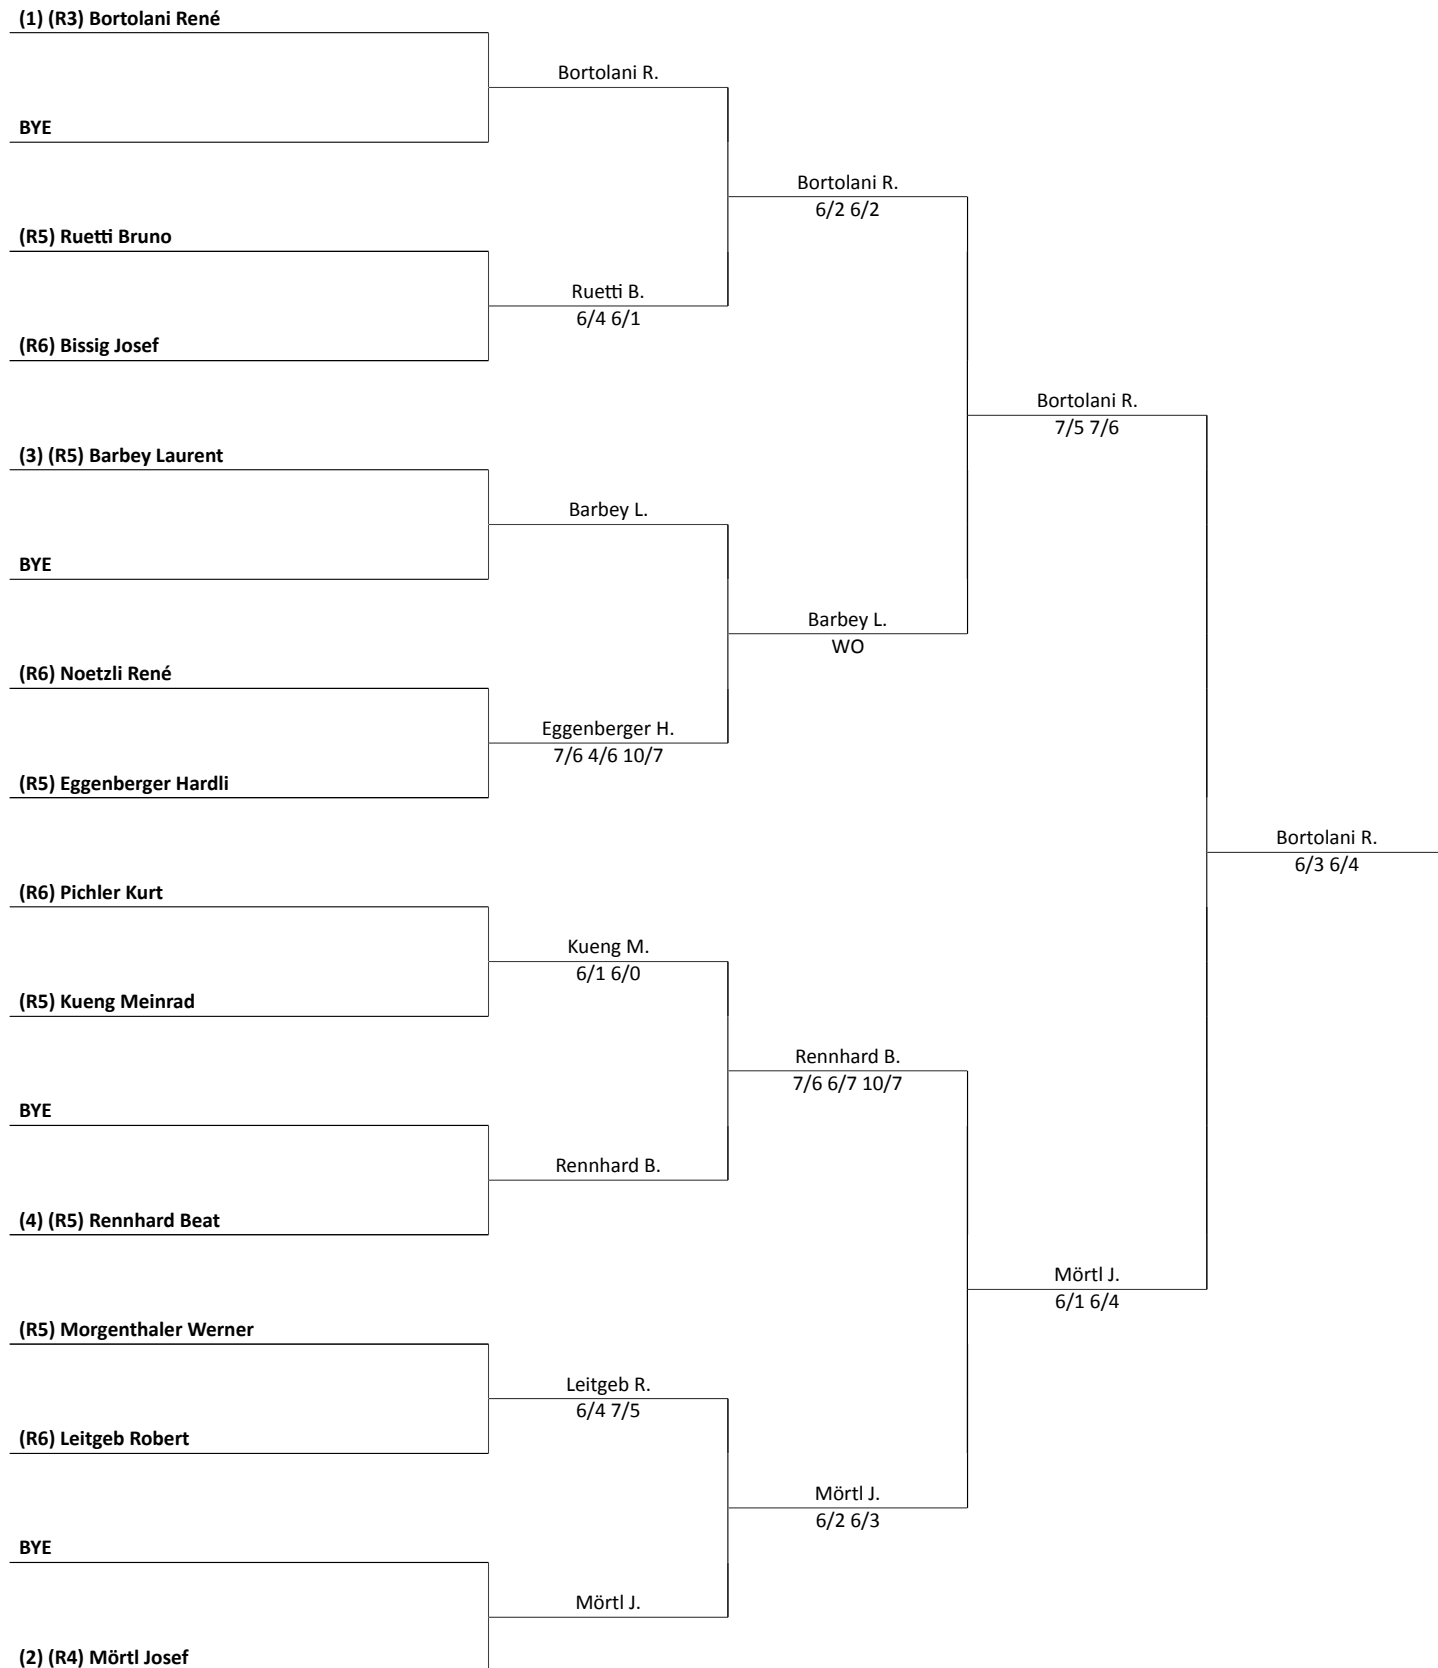 (1) (R3) Bortolani René
Bortolani R.
BYE
Bortolani R.
6/2 6/2
(R5) Ruetti Bruno
Ruetti B.
6/4 6/1
(R6) Bissig Josef
Bortolani R.
7/5 7/6
(3) (R5) Barbey Laurent
Barbey L.
BYE
Barbey L.
WO
(R6) Noetzli René
Eggenberger H.
7/6 4/6 10/7
(R5) Eggenberger Hardli
Bortolani R.
6/3 6/4
(R6) Pichler Kurt
Kueng M.
6/1 6/0
(R5) Kueng Meinrad
Rennhard B.
7/6 6/7 10/7
BYE
Rennhard B.
(4) (R5) Rennhard Beat
Mörtl J.
6/1 6/4
(R5) Morgenthaler Werner
Leitgeb R.
6/4 7/5
(R6) Leitgeb Robert
Mörtl J.
6/2 6/3
BYE
Mörtl J.
(2) (R4) Mörtl Josef